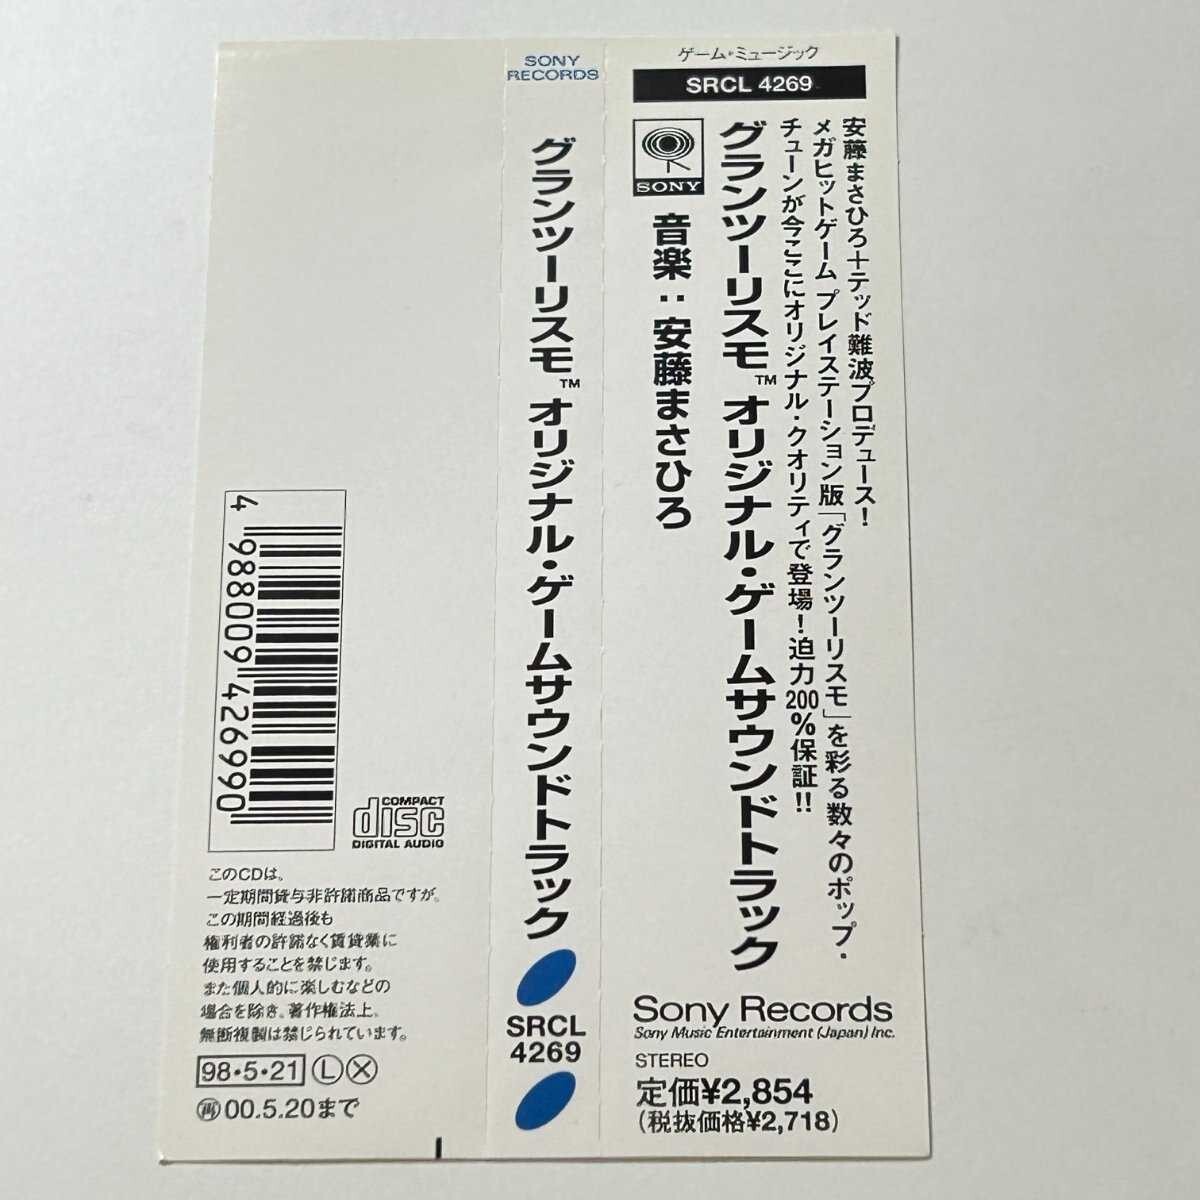 ゲーム・ミュージック
SRCL 4269
安藤まさひろ＋テッド難波プロデュース！
メガヒットゲーム プレイステーション版「グランツーリスモ」を彩る数々のポップ・
チューンが今ここにオリジナル・クオリティで登場！迫力200％保証!!
グランツーリスモ™ オリジナル・ゲームサウンドトラック
SONY
音楽：安藤まさひろ
Sony Records
Sony Music Entertainment (Japan) Inc.
STEREO
定価¥2,854
(税抜価格¥2,718)
SONY
RECORDS
グランツーリスモ™ オリジナル・ゲームサウンドトラック
SRCL
4269
4 988009 426990
COMPACT
disc
DIGITAL AUDIO
このCDは、
一定期間貸与非許諾商品ですが、
この期間経過後も
権利者の許諾なく賃貸業に
使用することを禁じます。
また個人的に楽しむなどの
場合を除き、著作権法上、
無断複製は禁じられています。
98・5・21 Ⓛ Ⓧ
再00.5.20まで